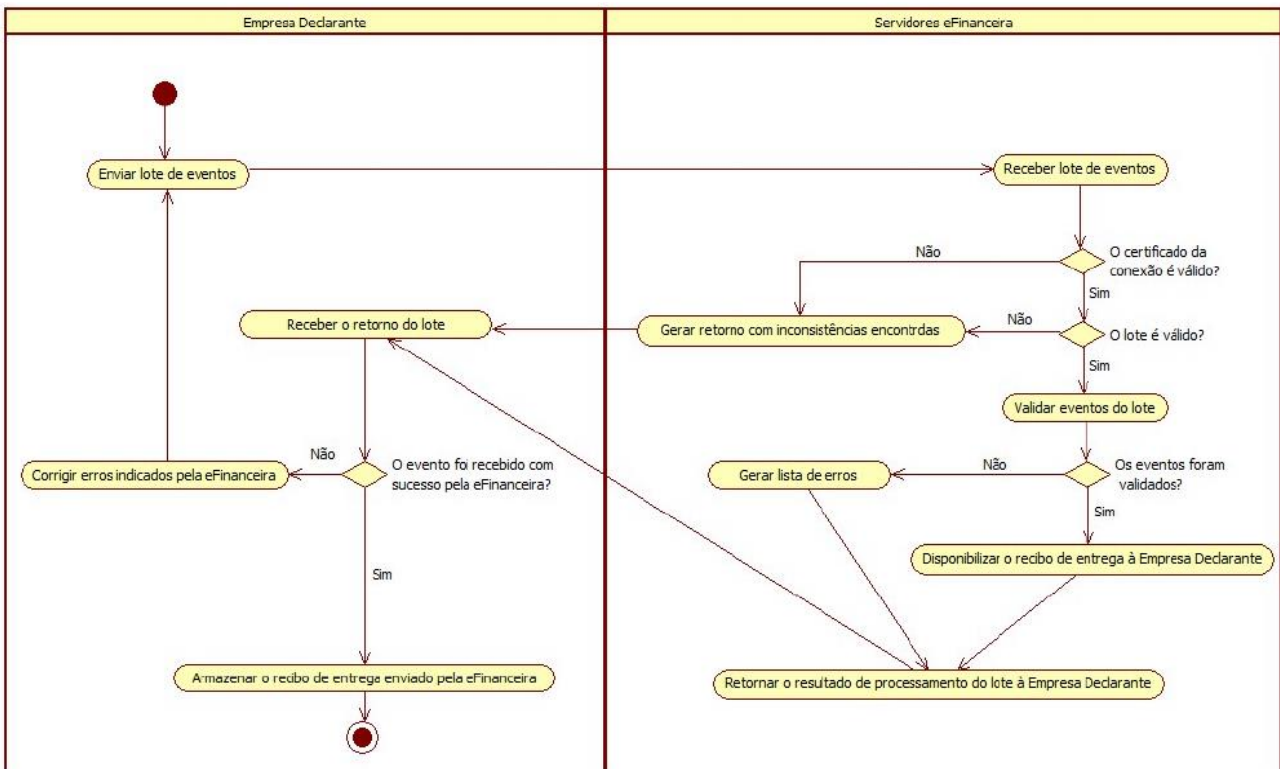 Empresa Declarante
Servidores eFinanceira
Enviar lote de eventos
Receber lote de eventos
Não
O certificado da
conexão é válido?
Sim
Receber o retorno do lote
Gerar retorno com inconsistências encontrdas
Não
O lote é válido?
Sim
Validar eventos do lote
Corrigir erros indicados pela eFinanceira
Não
O evento foi recebido com
sucesso pela eFinanceira?
Gerar lista de erros
Não
Os eventos foram
validados?
Sim
Disponibilizar o recibo de entrega à Empresa Declarante
Sim
Armazenar o recibo de entrega enviado pela eFinanceira
Retornar o resultado de processamento do lote à Empresa Declarante